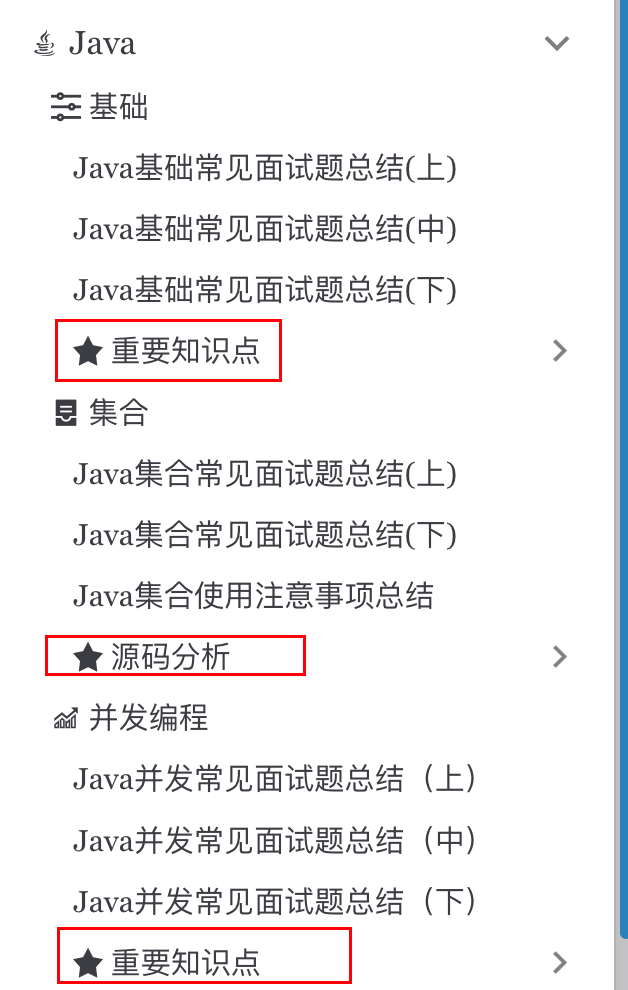 Java
基础
Java基础常见面试题总结(上)
Java基础常见面试题总结(中)
Java基础常见面试题总结(下)
重要知识点
集合
Java集合常见面试题总结(上)
Java集合常见面试题总结(下)
Java集合使用注意事项总结
源码分析
并发编程
Java并发常见面试题总结（上）
Java并发常见面试题总结（中）
Java并发常见面试题总结（下）
重要知识点